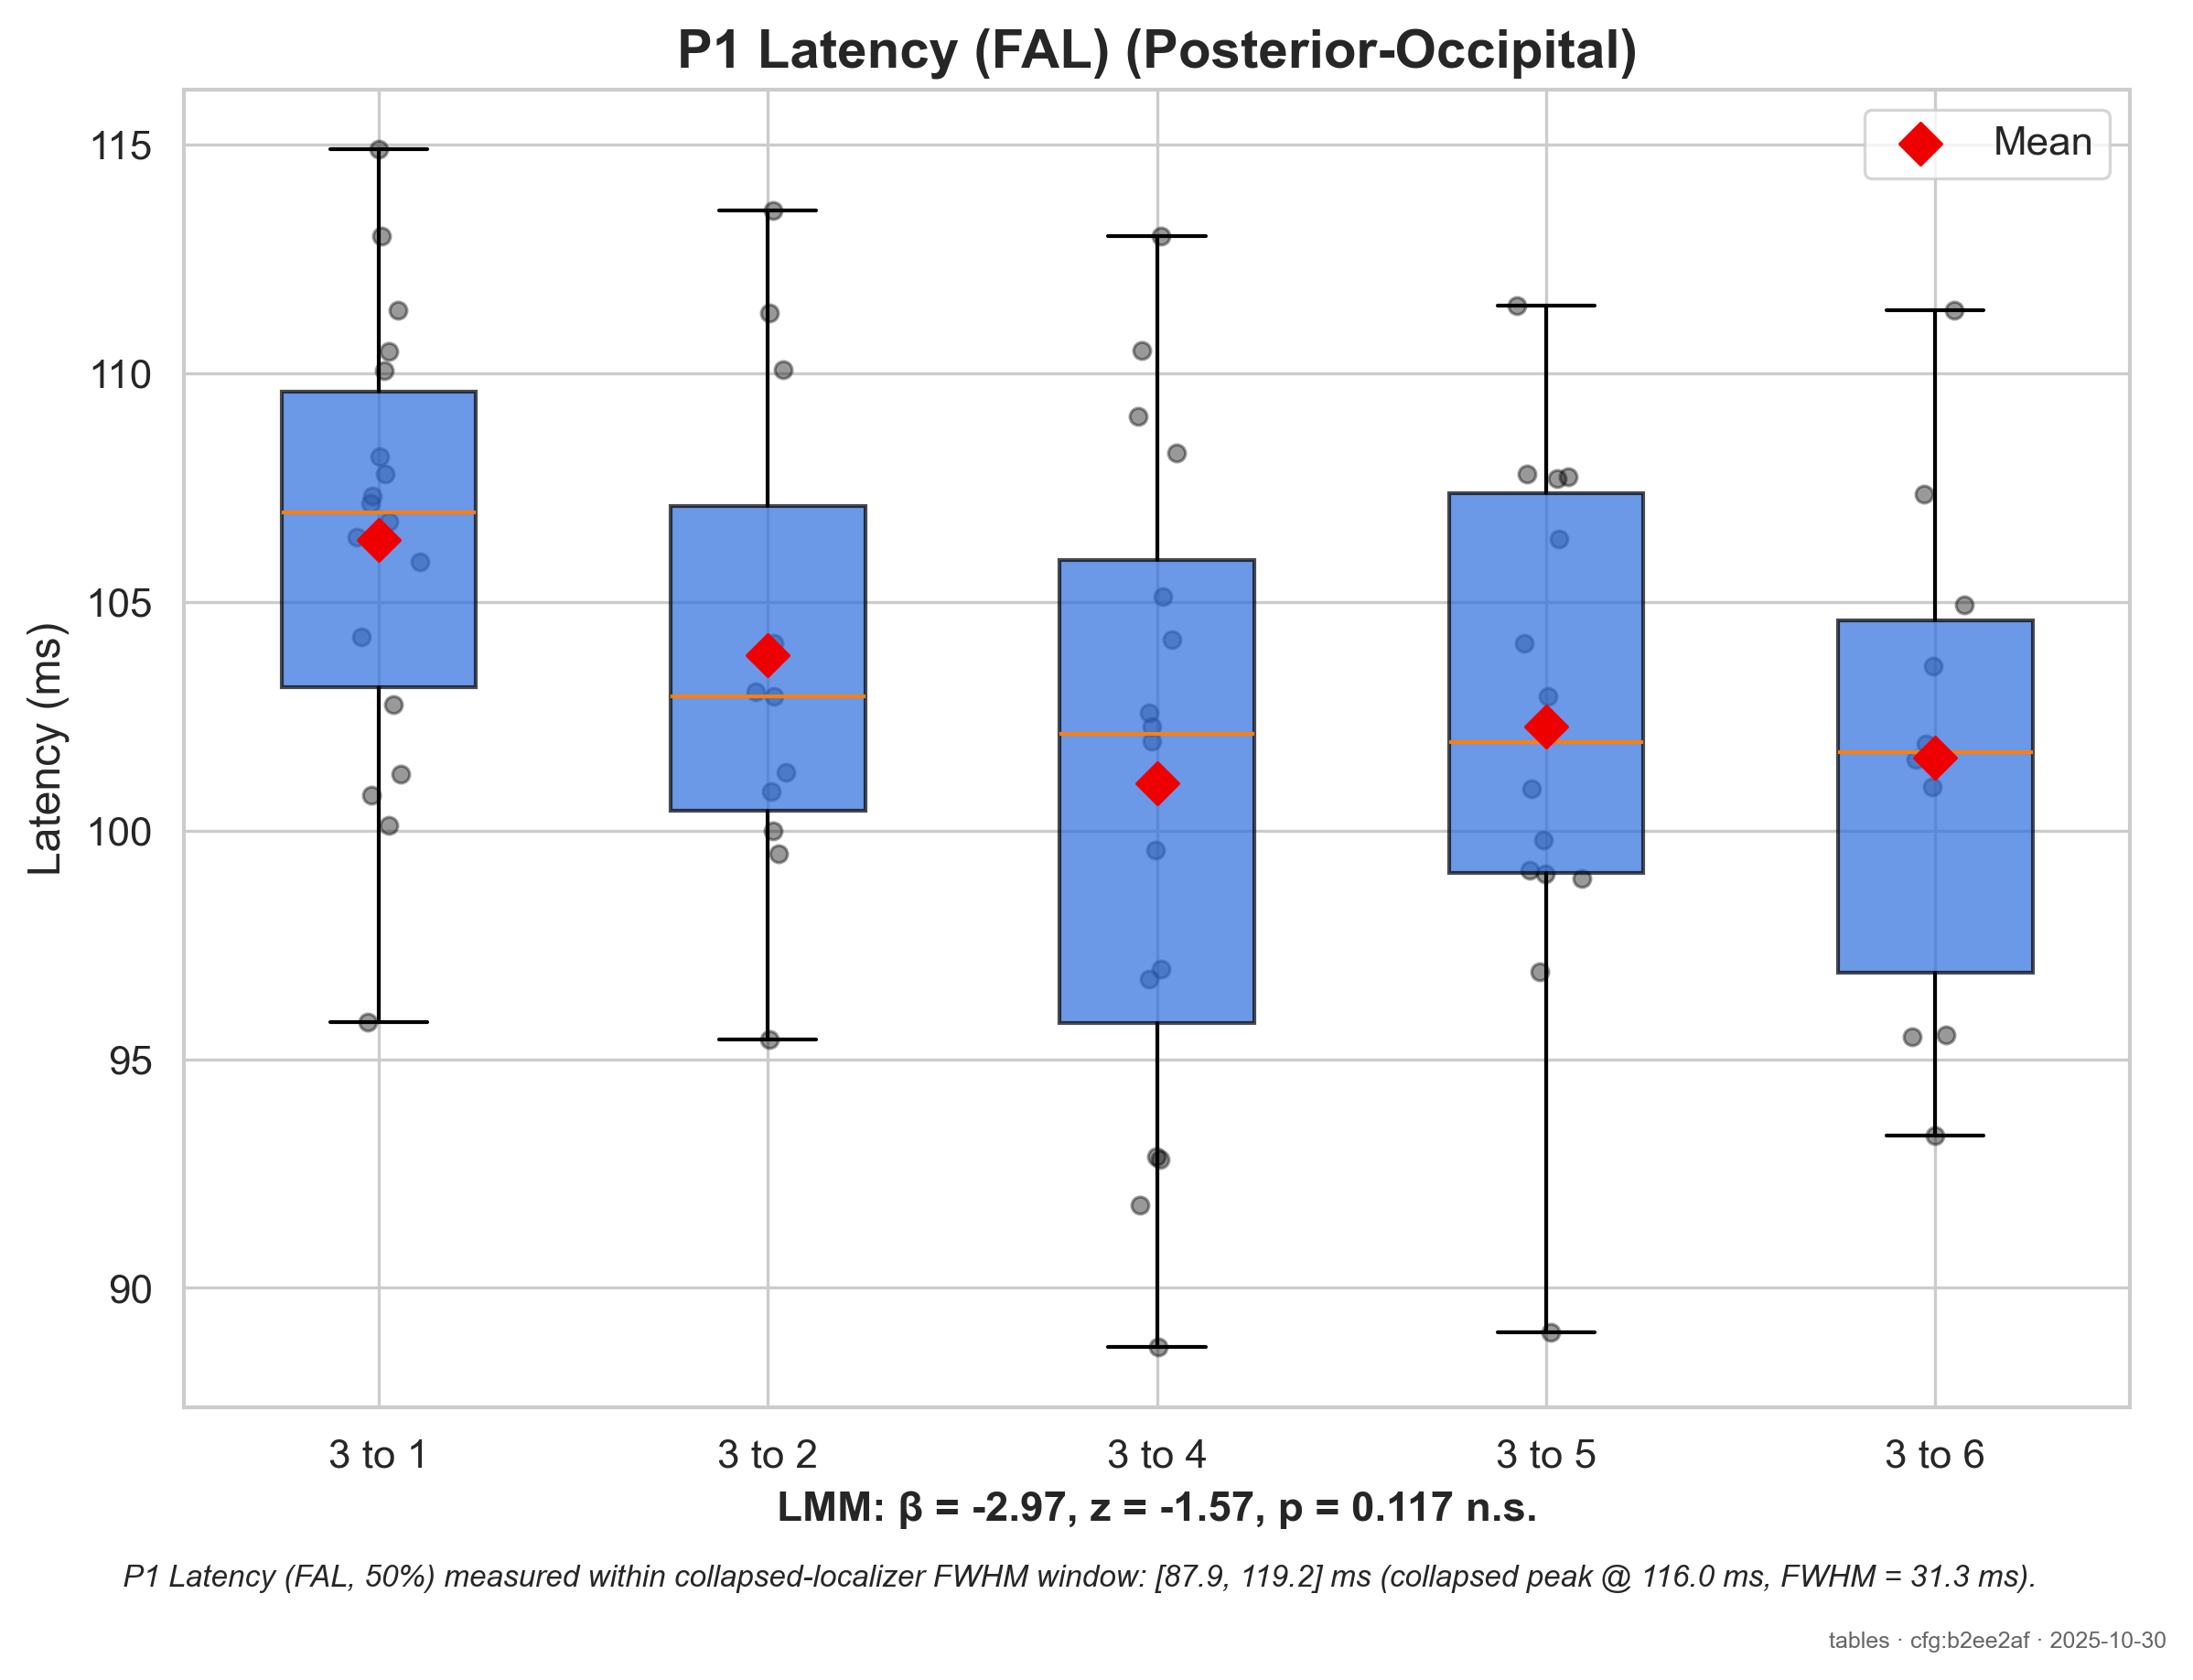 P1 Latency (FAL) (Posterior-Occipital)
Mean
Latency (ms)
115
110
105
100
95
90
3 to 1
3 to 2
3 to 4
3 to 5
3 to 6
LMM: β = -2.97, z = -1.57, p = 0.117 n.s.
P1 Latency (FAL, 50%) measured within collapsed-localizer FWHM window: [87.9, 119.2] ms (collapsed peak @ 116.0 ms, FWHM = 31.3 ms).
tables · cfg:b2ee2af · 2025-10-30